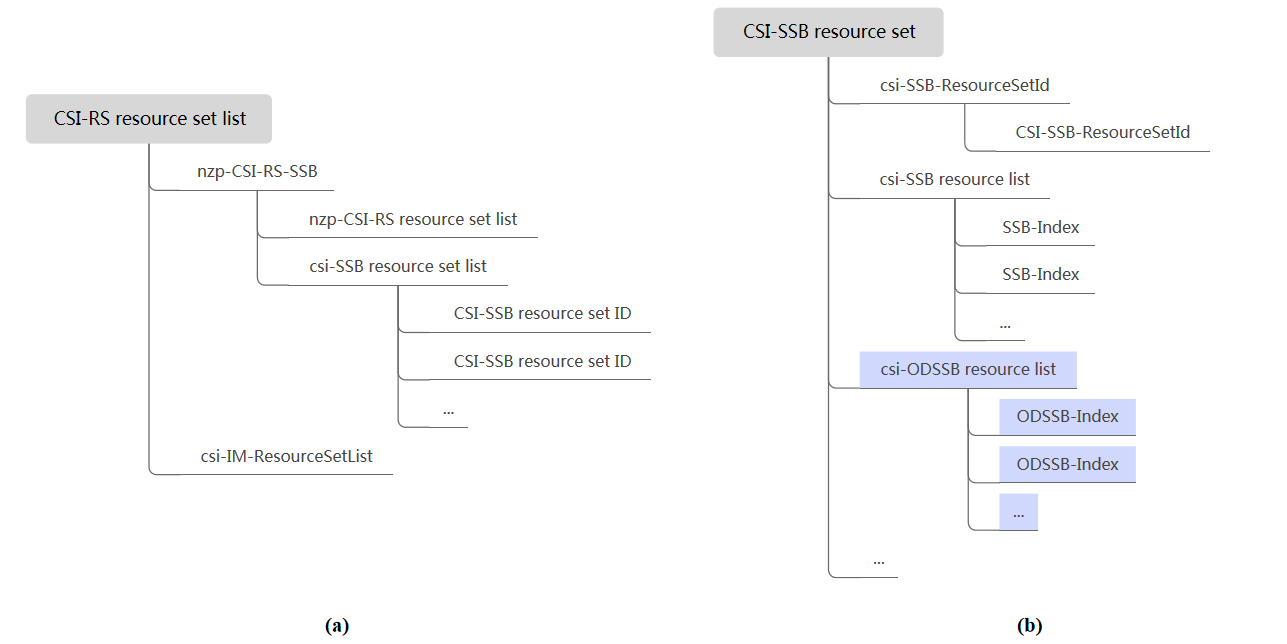 CSI-RS resource set list
nzp-CSI-RS-SSB
nzp-CSI-RS resource set list
csi-SSB resource set list
CSI-SSB resource set ID
CSI-SSB resource set ID
...
csi-IM-ResourceSetList
(a)
CSI-SSB resource set
csi-SSB-ResourceSetId
CSI-SSB-ResourceSetId
csi-SSB resource list
SSB-Index
SSB-Index
...
csi-ODSSB resource list
ODSSB-Index
ODSSB-Index
...
...
(b)